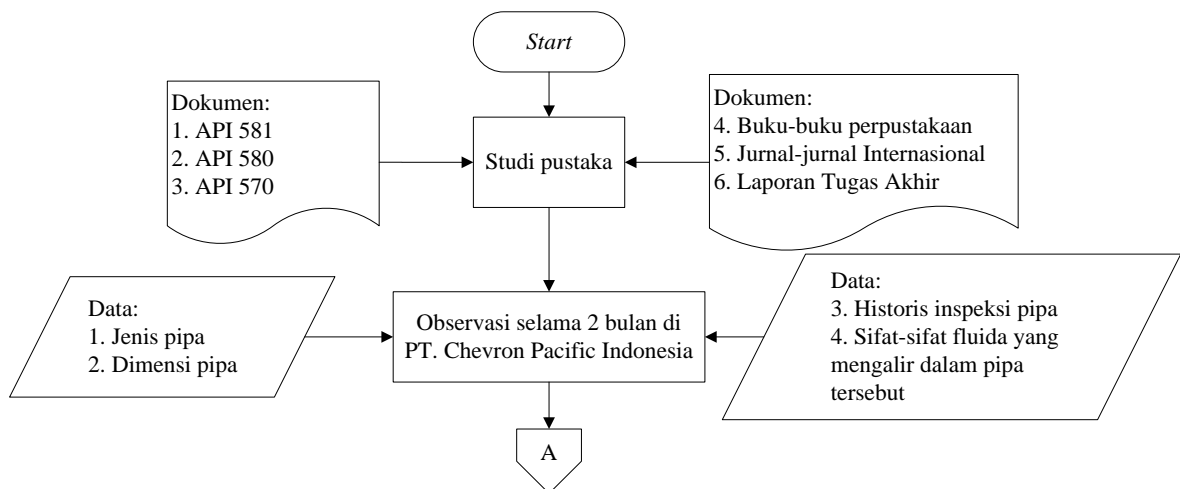 Start
Dokumen:
1. API 581
2. API 580
3. API 570
Studi pustaka
Dokumen:
4. Buku-buku perpustakaan
5. Jurnal-jurnal Internasional
6. Laporan Tugas Akhir
Data:
1. Jenis pipa
2. Dimensi pipa
Observasi selama 2 bulan di
PT. Chevron Pacific Indonesia
Data:
3. Historis inspeksi pipa
4. Sifat-sifat fluida yang
mengalir dalam pipa
tersebut
A